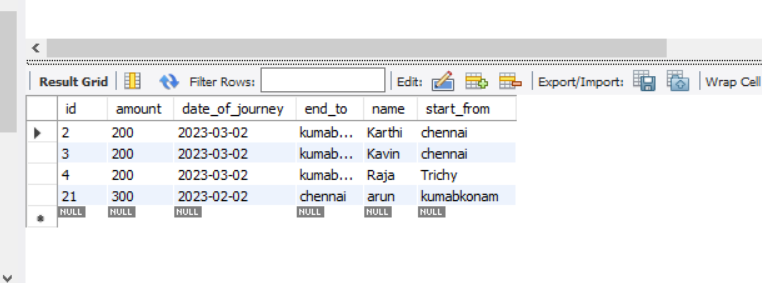 Result Grid Filter Rows: Edit: Export/Import: Wrap Cell
id amount date_of_journey end_to name start_from
2 200 2023-03-02 kumab... Karthi chennai
3 200 2023-03-02 kumab... Kavin chennai
4 200 2023-03-02 kumab... Raja Trichy
21 300 2023-02-02 chennai arun kumabkonam
NULL NULL NULL NULL NULL NULL